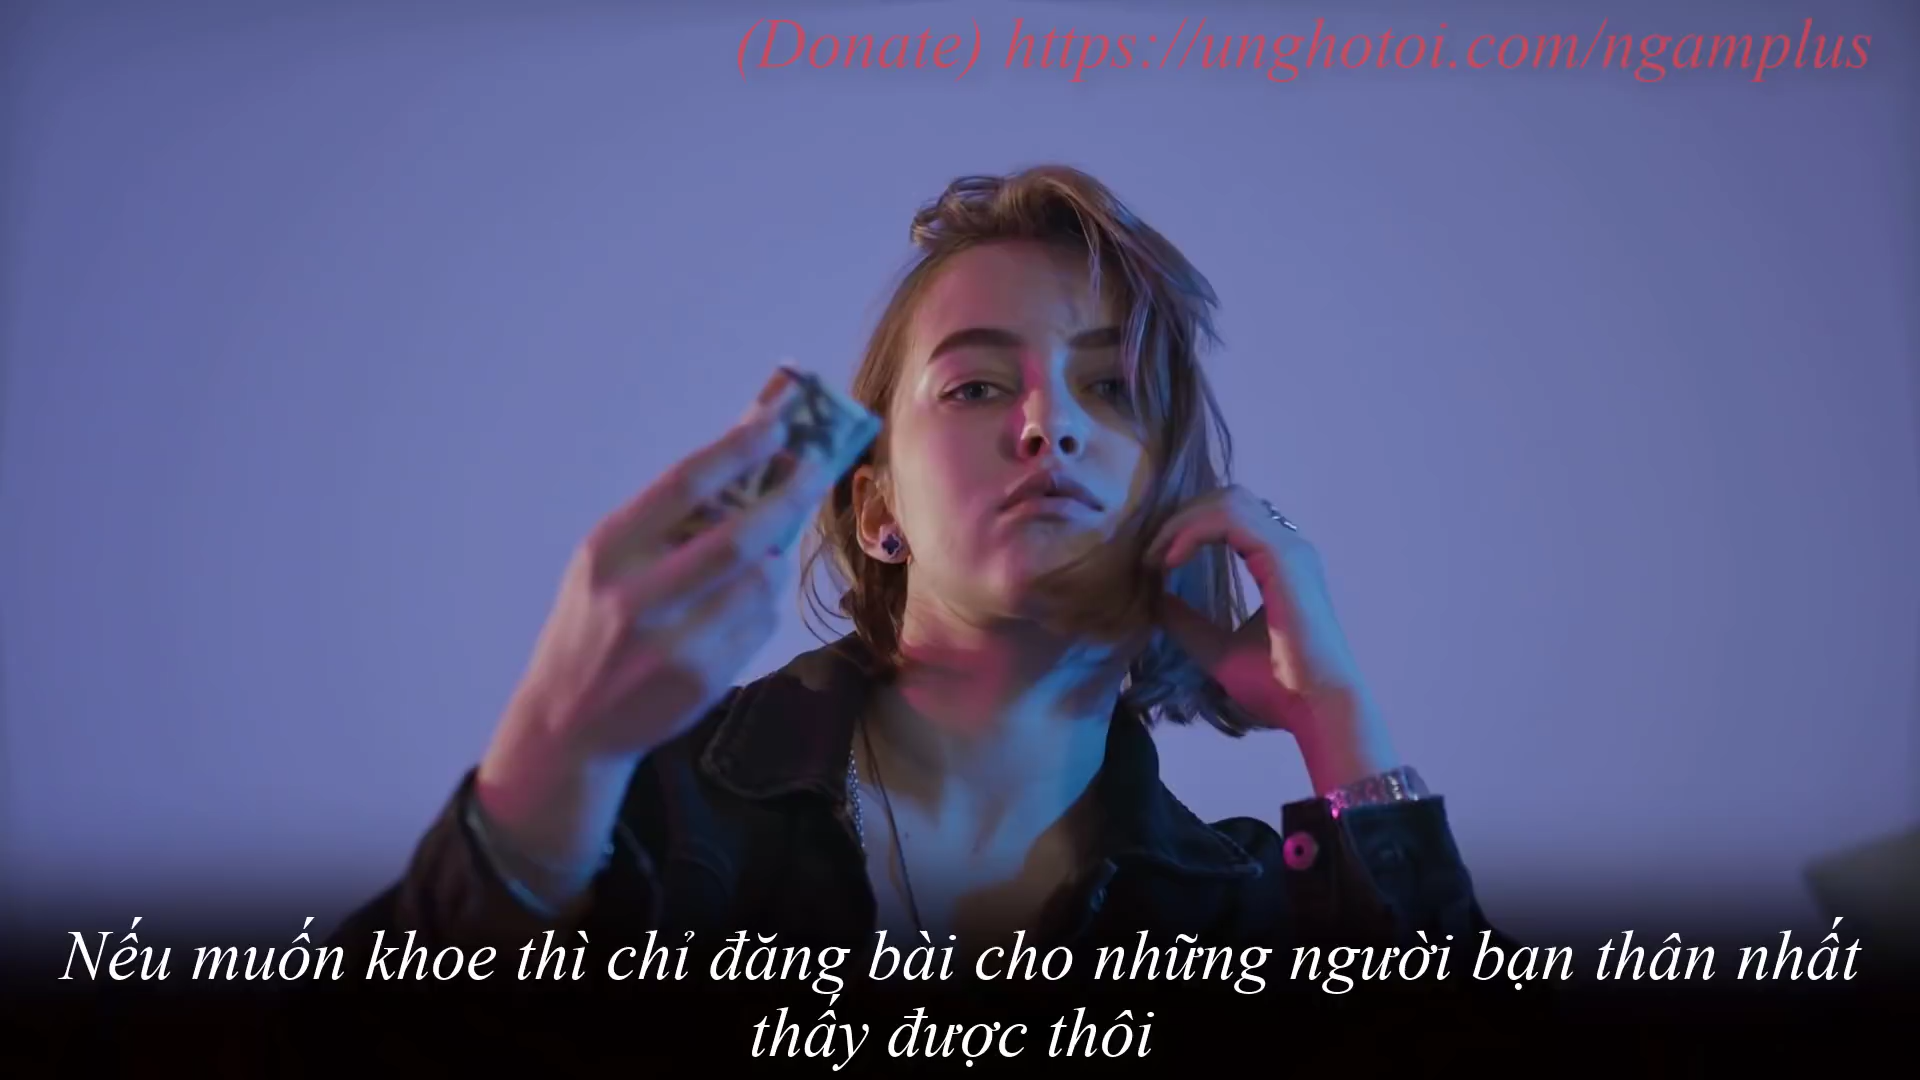 (Donate) https://unghotoi.com/ngamplus
Nếu muốn khoe thì chỉ đăng bài cho những người bạn thân nhất
thấy được thôi